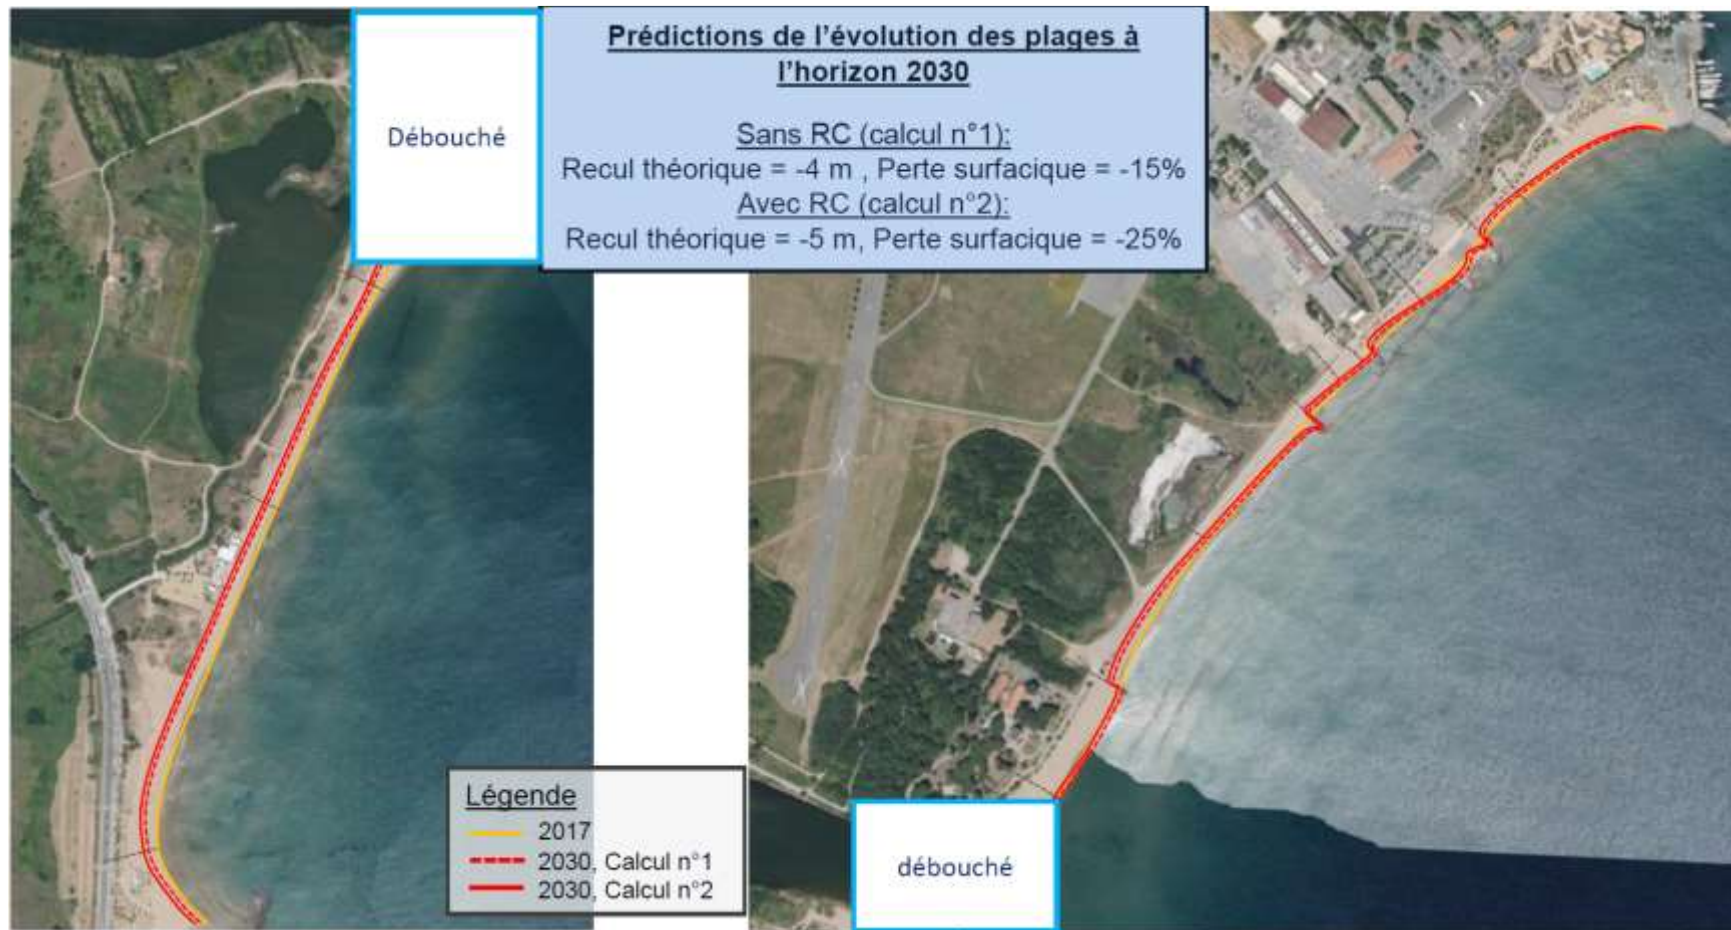 Débouché
Prédictions de l'évolution des plages à
l'horizon 2030
Sans RC (calcul n°1):
Recul théorique = -4 m , Perte surfacique = -15%
Avec RC (calcul n°2):
Recul théorique = -5 m, Perte surfacique = -25%
Légende
2017
2030, Calcul n°1
2030, Calcul n°2
débouché